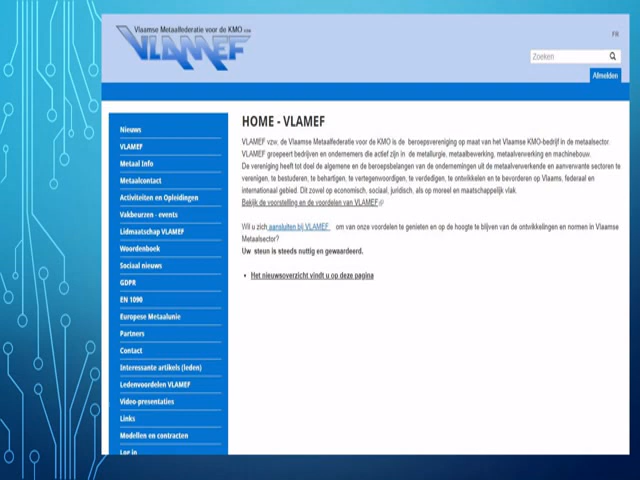 Vlaamse Metaalfederatie voor de KMO vzw
VLAMEF
FR
Zoeken
Afmelden
Nieuws
VLAMEF
Metaal Info
Metaalcontact
Activiteiten en Opleidingen
Vakbeurzen - events
Lidmaatschap VLAMEF
Woordenboek
Sociaal nieuws
GDPR
EN 1090
Europese Metaalunie
Partners
Contact
Interessante artikels (leden)
Ledenvoordelen VLAMEF
Video-presentaties
Links
Modellen en contracten
Log in
HOME - VLAMEF
VLAMEF vzw, de Vlaamse Metaalfederatie voor de KMO is de beroepsvereniging op maat van het Vlaamse KMO-bedrijf in de metaalsector.
VLAMEF groepeert bedrijven en ondernemers die actief zijn in de metallurgie, metaalbewerking, metaalverwerking en machinebouw.
De vereniging heeft tot doel de algemene en de beroepsbelangen van de ondernemingen uit de metaalverwerkende en aanverwante sectoren te
verenigen, te bestuderen, te behartigen, te vertegenwoordigen, te verdedigen, te ontwikkelen en te bevorderen op Vlaams, federaal en
internationaal gebied. Dit zowel op economisch, sociaal, juridisch, als op moreel en maatschappelijk vlak.
Bekijk de voorstelling en de voordelen van VLAMEF
Wil u zich aansluiten bij VLAMEF om van onze voordelen te genieten en op de hoogte te blijven van de ontwikkelingen en normen in Vlaamse
Metaalsector?
Uw steun is steeds nuttig en gewaardeerd.
• Het nieuwsoverzicht vindt u op deze pagina